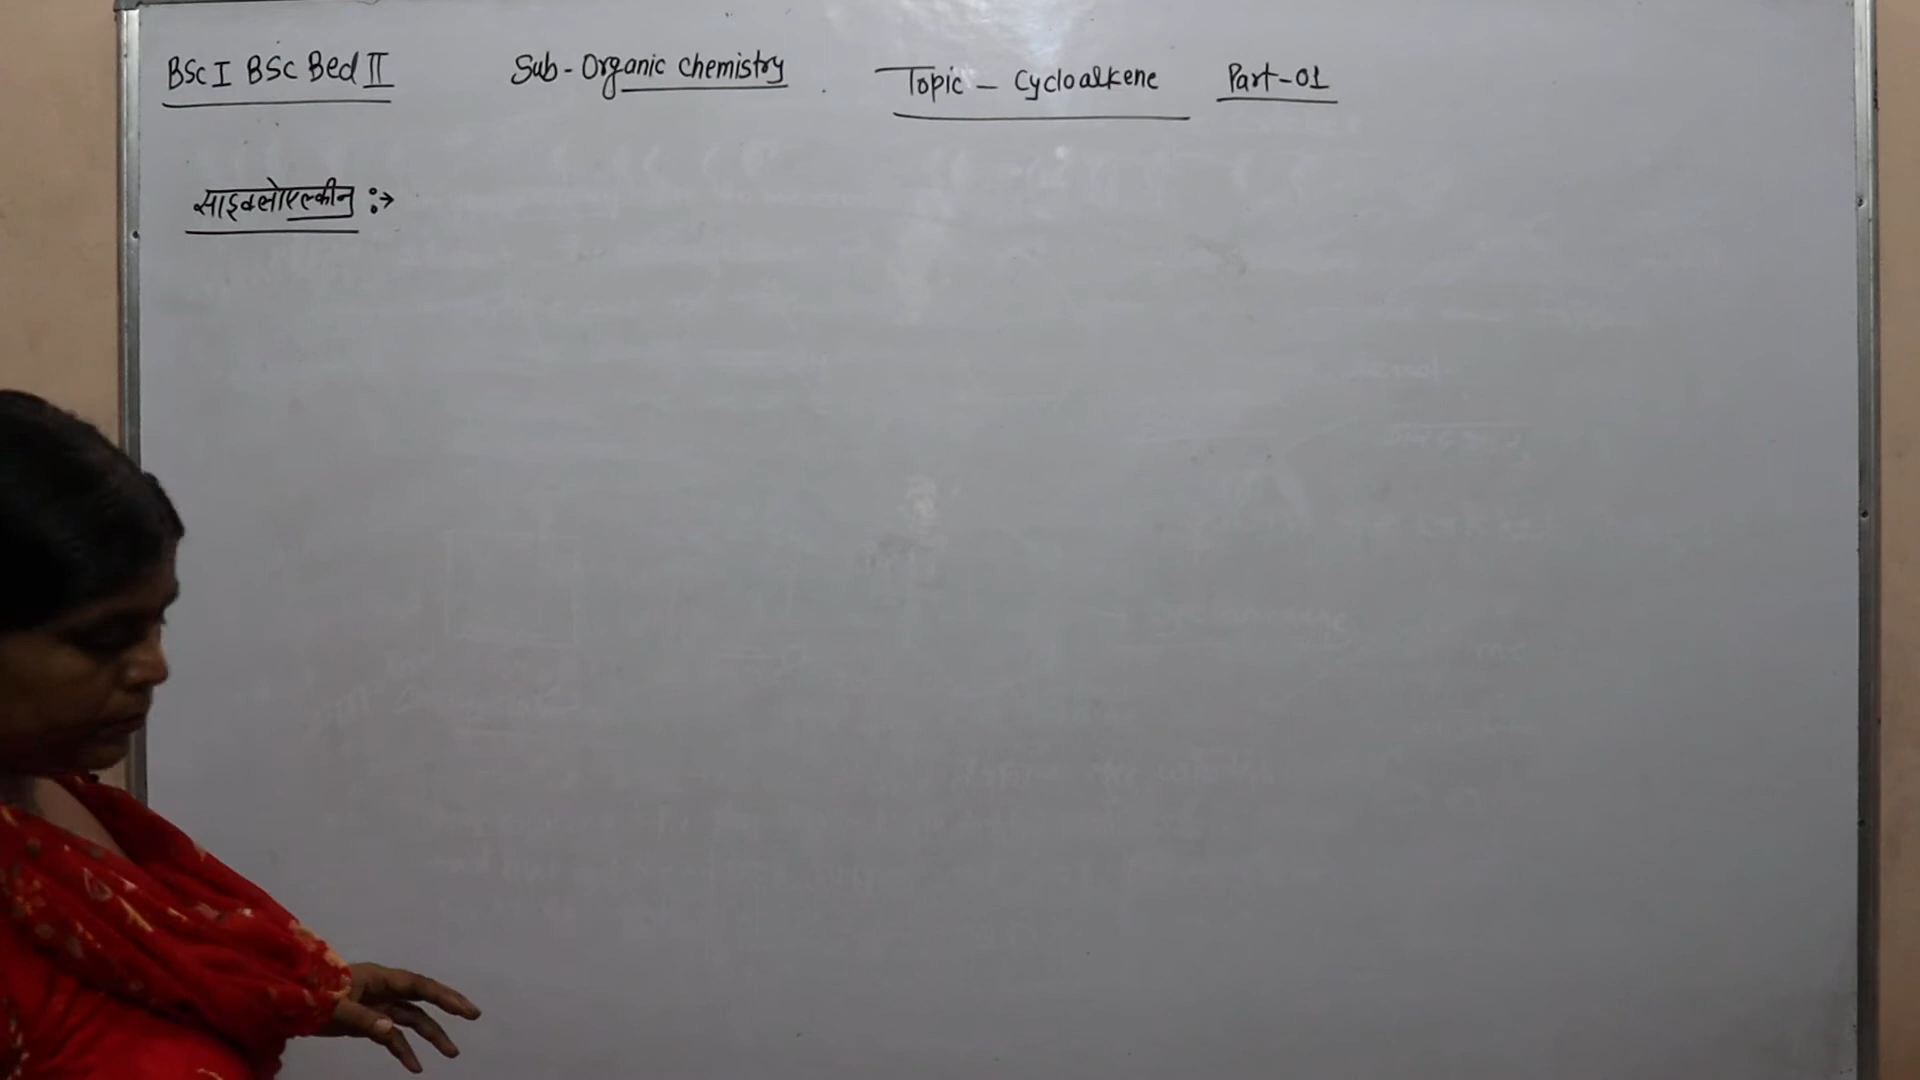 BSc I BSc Bed II Sub - Organic chemistry Topic - Cycloalkene Part-01
साइक्लोएल्कीन :→